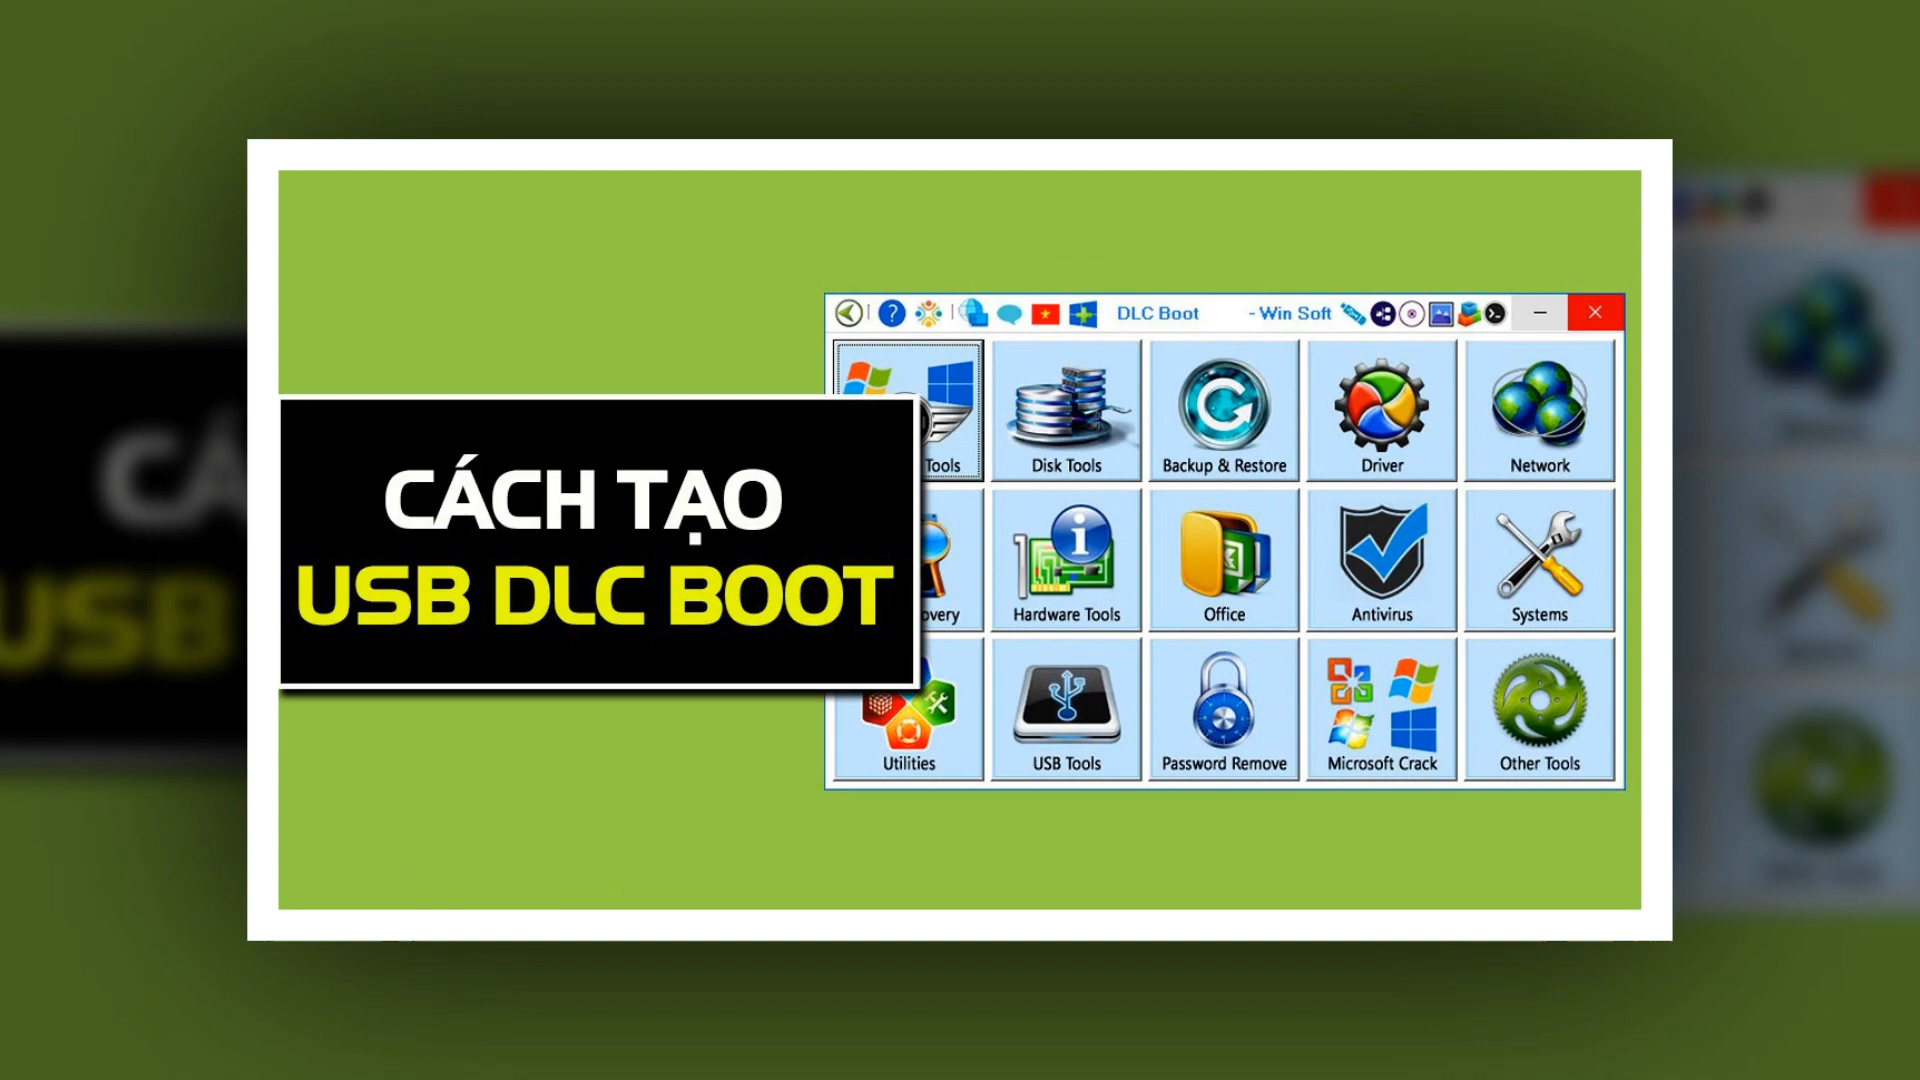 CÁCH TẠO
USB DLC BOOT
DLC Boot - Win Soft
Tools
Disk Tools
Backup & Restore
Driver
Network
Hardware Tools
Office
Antivirus
Systems
Utilities
USB Tools
Password Remove
Microsoft Crack
Other Tools